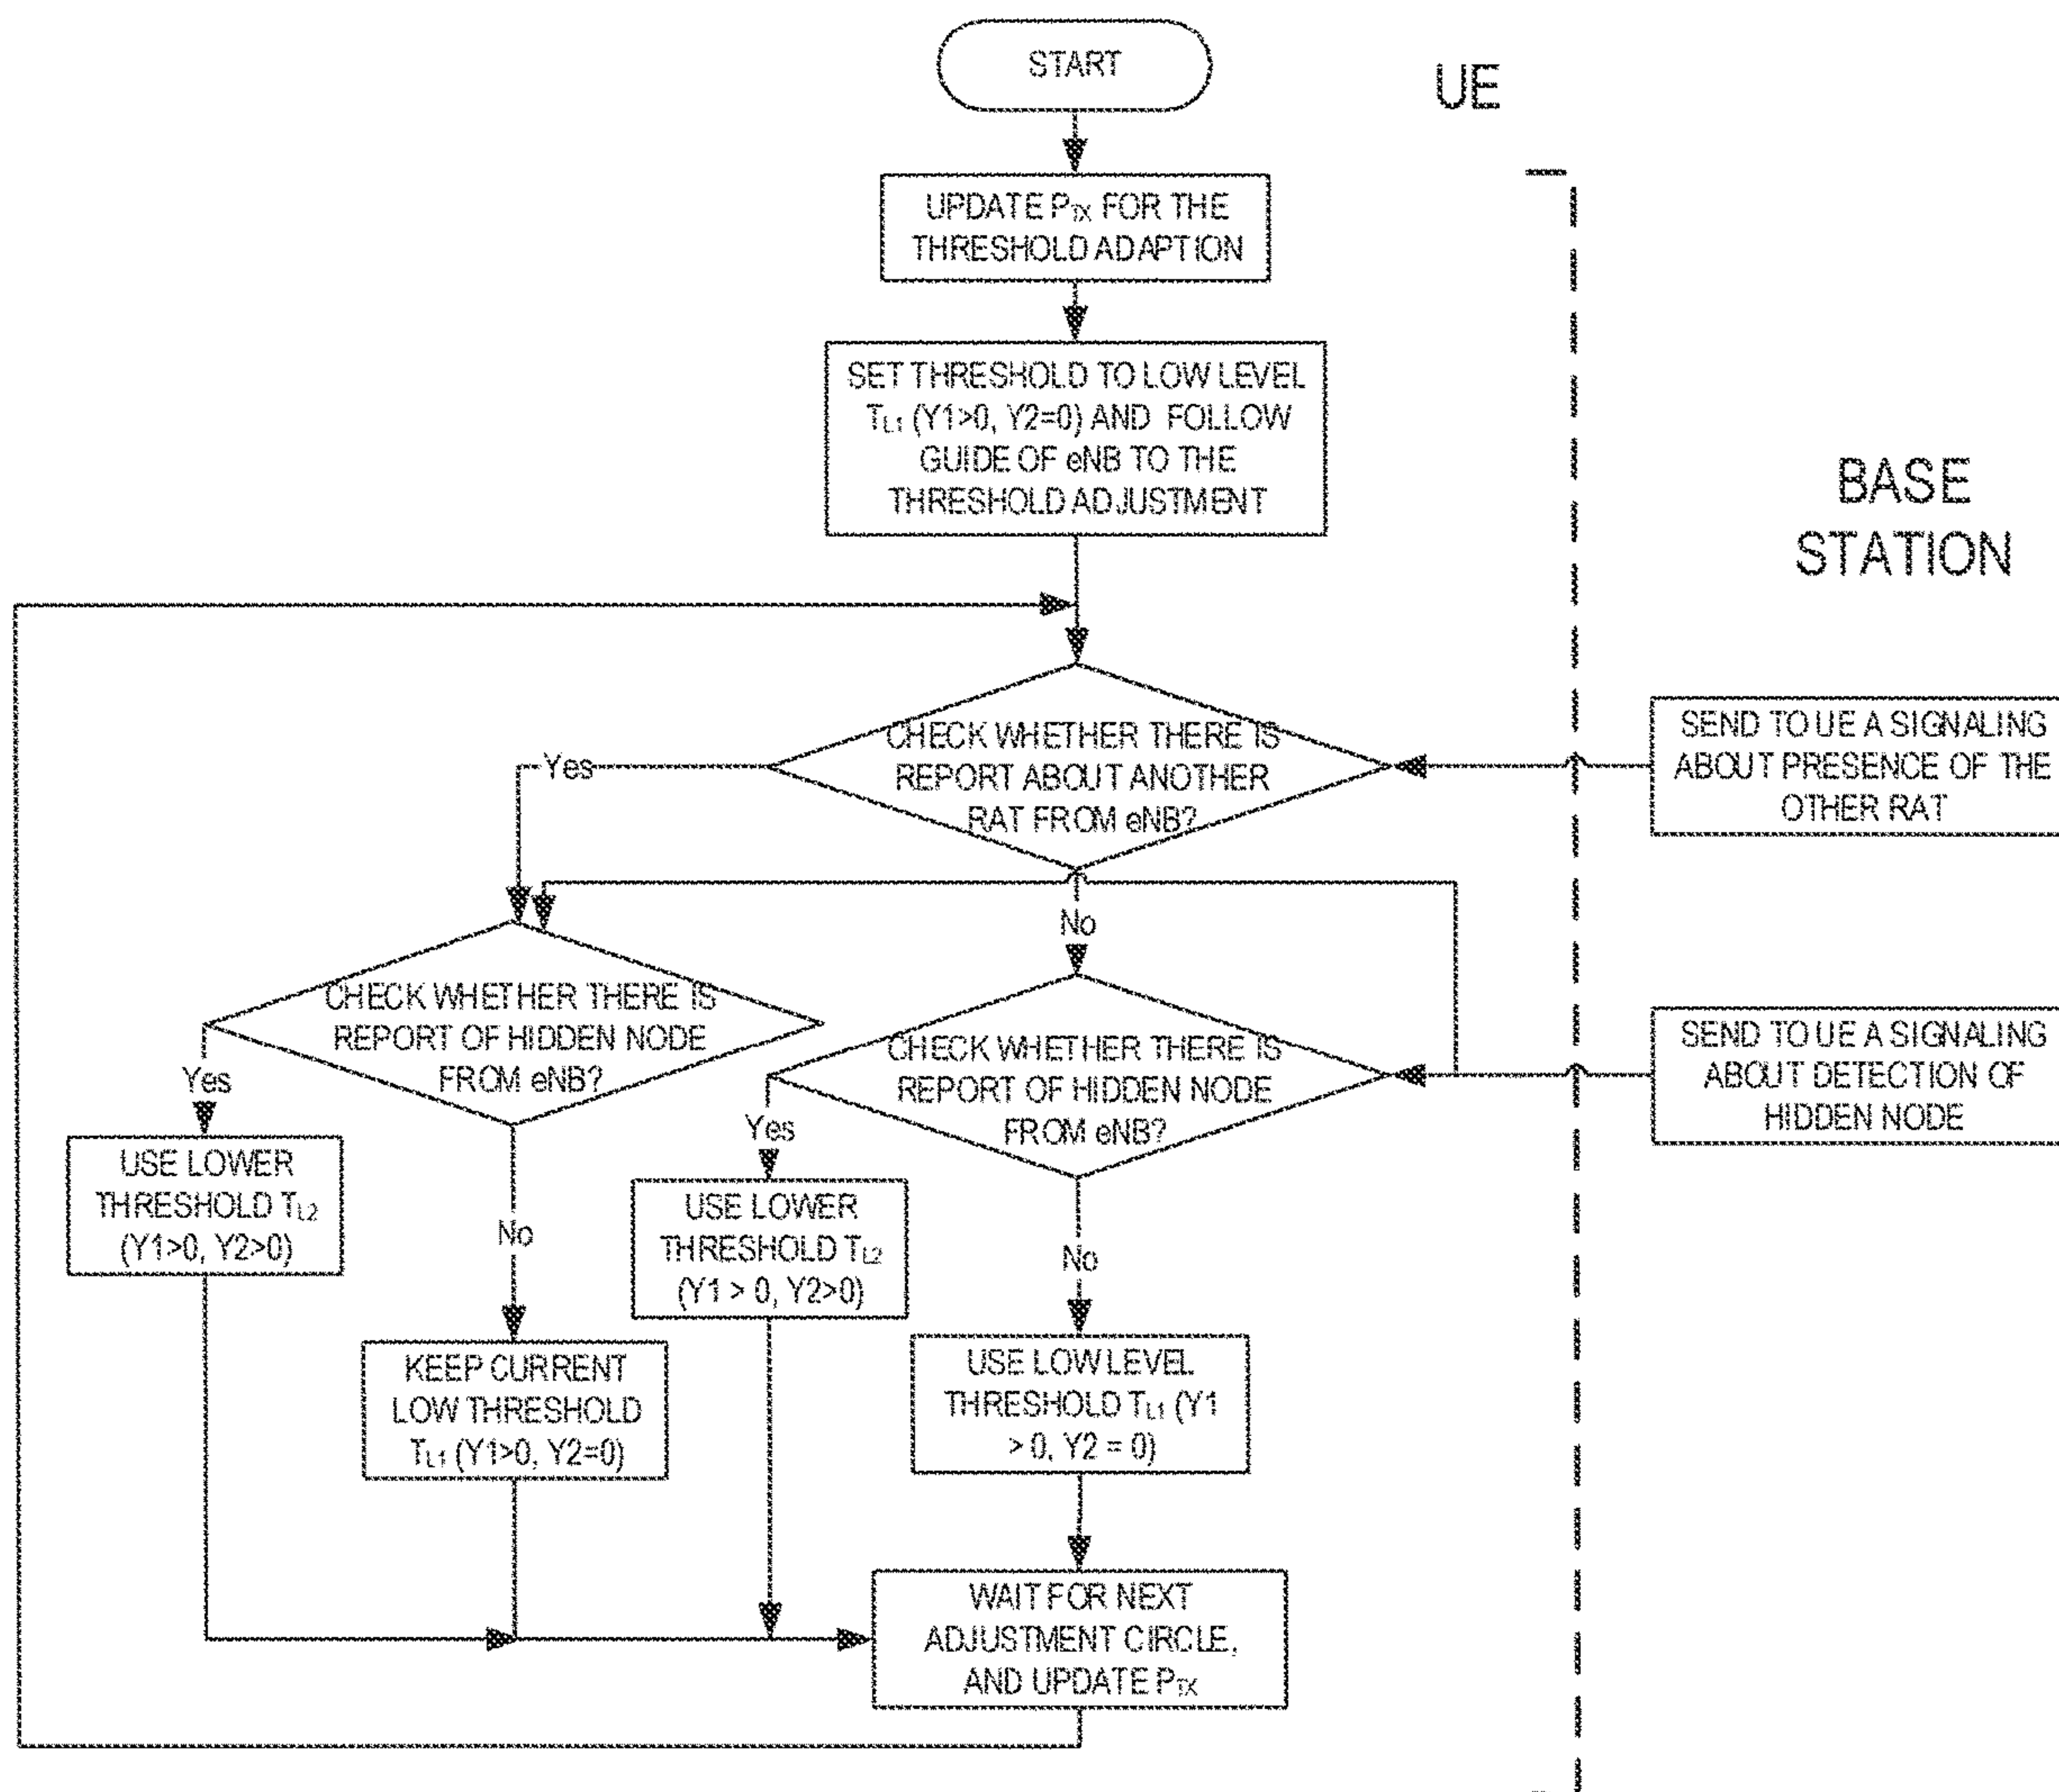 START
UE
UPDATE PTX FOR THE
THRESHOLD ADAPTION
SET THRESHOLD TO LOW LEVEL
TL1 (Y1>0, Y2=0) AND FOLLOW
GUIDE OF eNB TO THE
THRESHOLD ADJUSTMENT
BASE
STATION
CHECK WHETHER THERE IS
REPORT ABOUT ANOTHER
RAT FROM eNB?
Yes
SEND TO UE A SIGNALING
ABOUT PRESENCE OF THE
OTHER RAT
No
CHECK WHETHER THERE IS
REPORT OF HIDDEN NODE
FROM eNB?
CHECK WHETHER THERE IS
REPORT OF HIDDEN NODE
FROM eNB?
SEND TO UE A SIGNALING
ABOUT DETECTION OF
HIDDEN NODE
Yes
Yes
USE LOWER
THRESHOLD TL2
(Y1>0, Y2>0)
No
USE LOWER
THRESHOLD TL2
(Y1 > 0, Y2>0)
No
KEEP CURRENT
LOW THRESHOLD
TL1 (Y1>0, Y2=0)
USE LOW LEVEL
THRESHOLD TL1 (Y1
> 0, Y2 = 0)
WAIT FOR NEXT
ADJUSTMENT CIRCLE,
AND UPDATE PTX